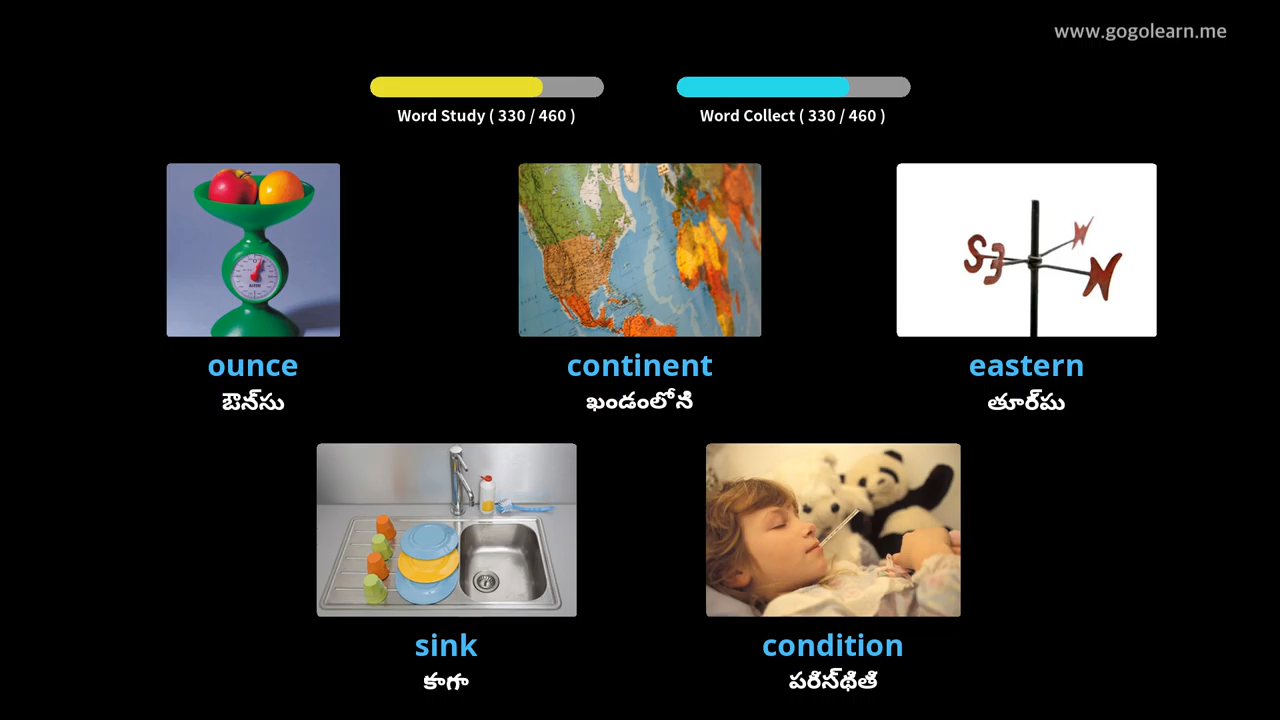 www.gogolearn.me
Word Study ( 330 / 460 )
Word Collect ( 330 / 460 )
ounce
ఔన్‌సు
continent
ఖండంలోని
eastern
తూర్‌పు
sink
కాగా
condition
పరిస్‌థితి